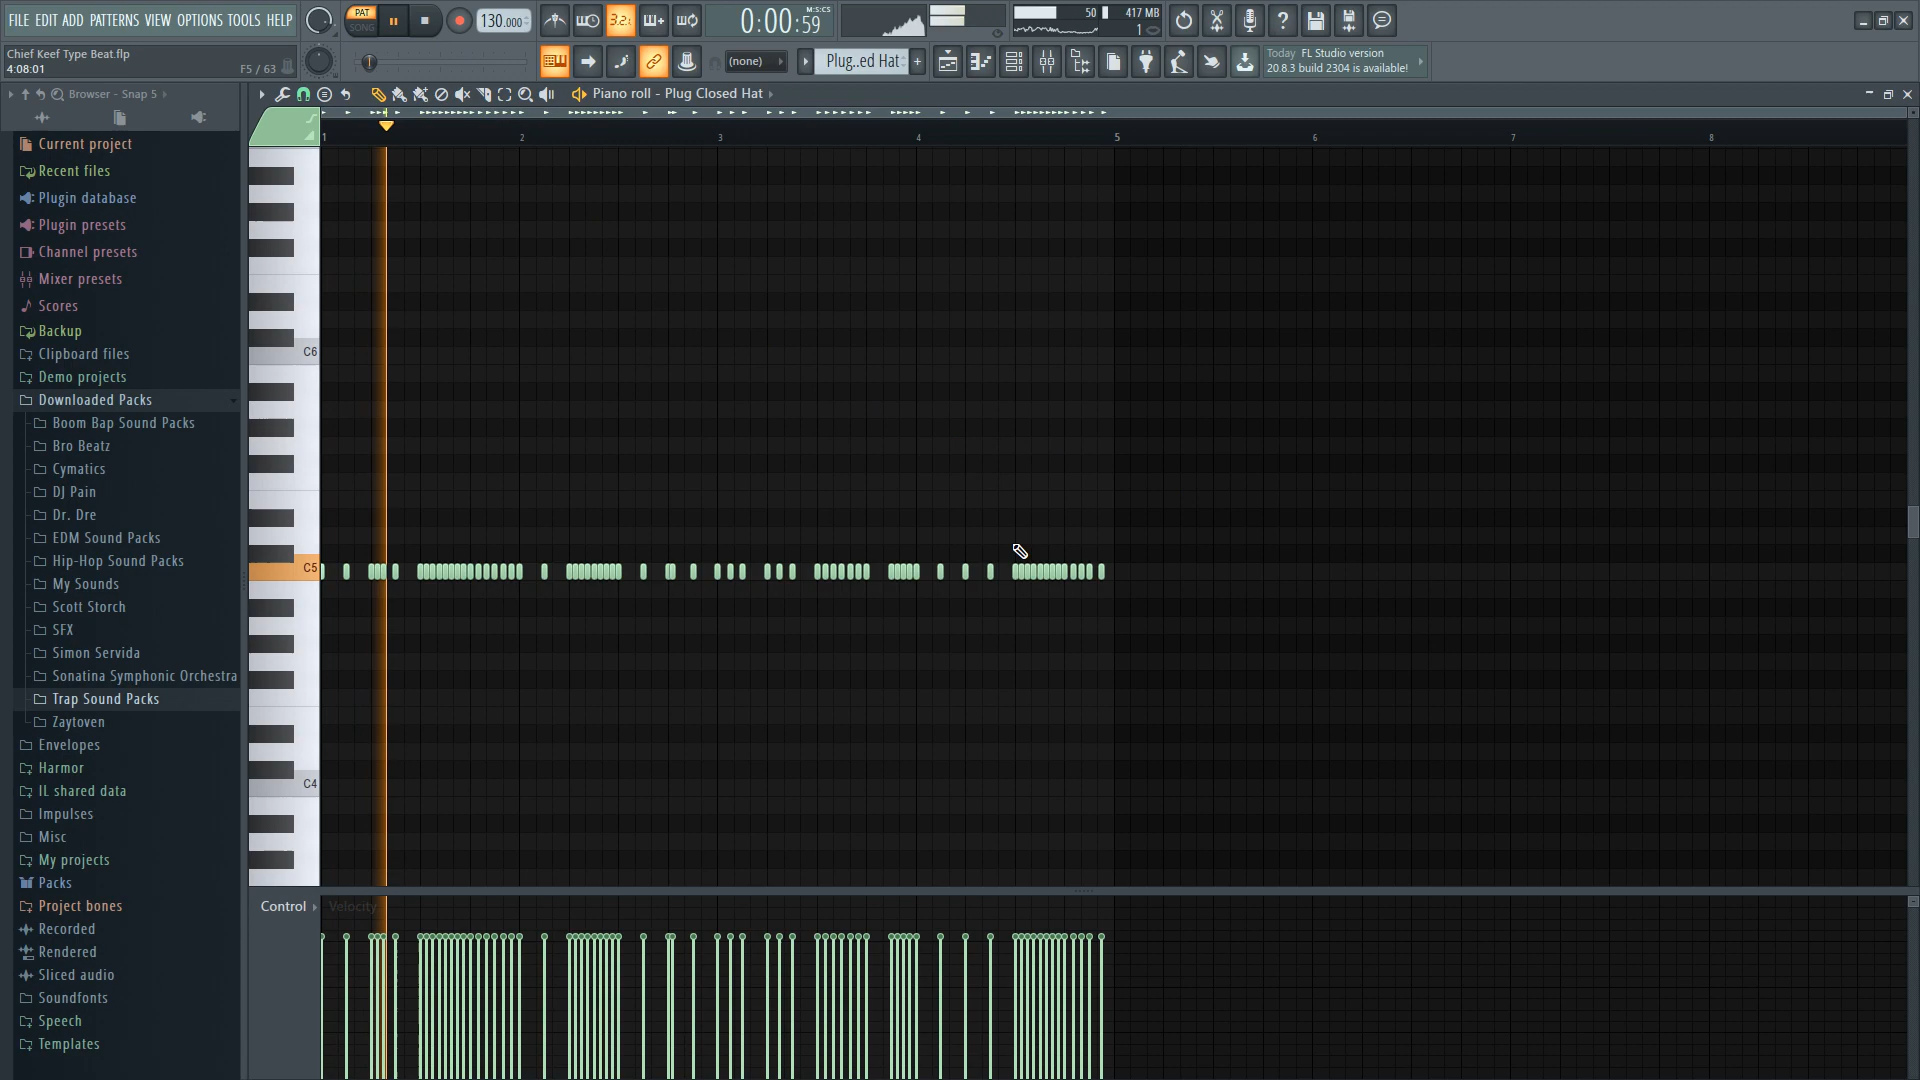 FILE EDIT ADD PATTERNS VIEW OPTIONS TOOLS HELP
PAT
SONG
130.000
3.2.
0:00:59
M:S:CS
50
417 MB
1
Chief Keef Type Beat.flp
4:08:01
F5 / 63
(none)
Plug..ed Hat
Today FL Studio version
20.8.3 build 2304 is available!
Browser - Snap 5
Piano roll - Plug Closed Hat
1 2 3 4 5 6 7 8
Current project
Recent files
Plugin database
Plugin presets
Channel presets
Mixer presets
Scores
Backup
Clipboard files
Demo projects
Downloaded Packs
Boom Bap Sound Packs
Bro Beatz
Cymatics
DJ Pain
Dr. Dre
EDM Sound Packs
Hip-Hop Sound Packs
My Sounds
Scott Storch
SFX
Simon Servida
Sonatina Symphonic Orchestra
Trap Sound Packs
Zaytoven
Envelopes
Harmor
IL shared data
Impulses
Misc
My projects
Packs
Project bones
Recorded
Rendered
Sliced audio
Soundfonts
Speech
Templates
C6
C5
C4
Control
Velocity